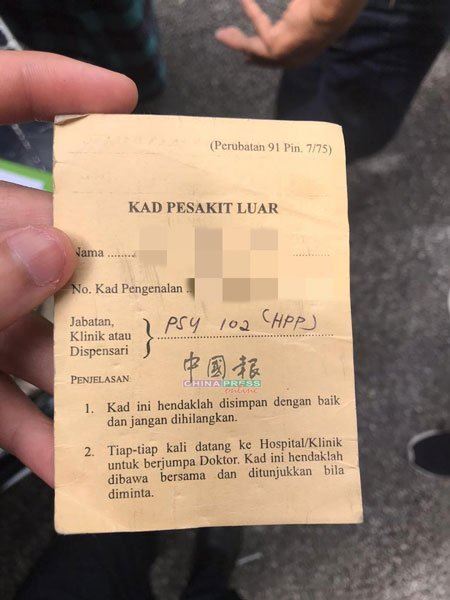 (Perubatan 91 Pin. 7/75)
KAD PESAKIT LUAR
Nama ........
No. Kad Pengenalan ..
Jabatan,
Klinik atau } PSY 102 (HPP)
Dispensari
中國報
CHINA PRESS
online
PENJELASAN
1. Kad ini hendaklah disimpan dengan baik
dan jangan dihilangkan.
2. Tiap-tiap kali datang ke Hospital/Klinik
untuk berjumpa Doktor. Kad ini hendaklah
dibawa bersama dan ditunjukkan bila
diminta.